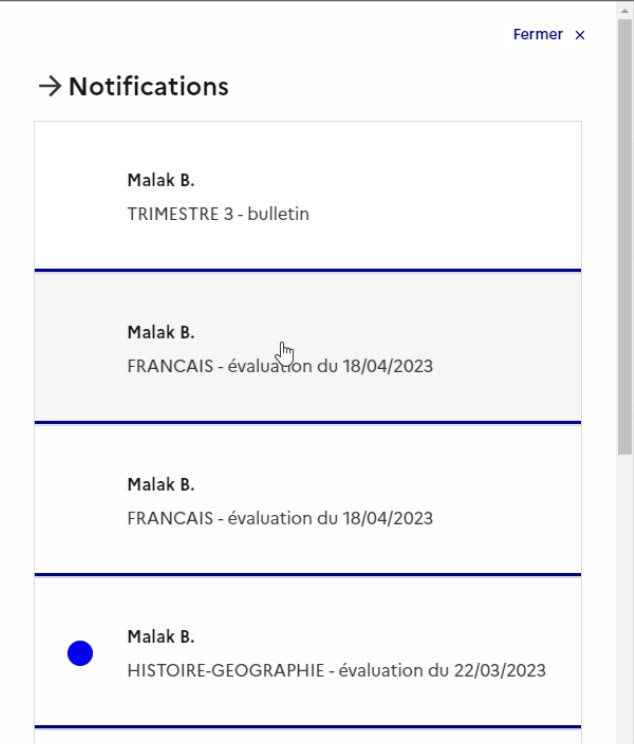 Fermer ×
→ Notifications
Malak B.
TRIMESTRE 3 - bulletin
Malak B.
FRANCAIS - évaluation du 18/04/2023
Malak B.
FRANCAIS - évaluation du 18/04/2023
Malak B.
HISTOIRE-GEOGRAPHIE - évaluation du 22/03/2023